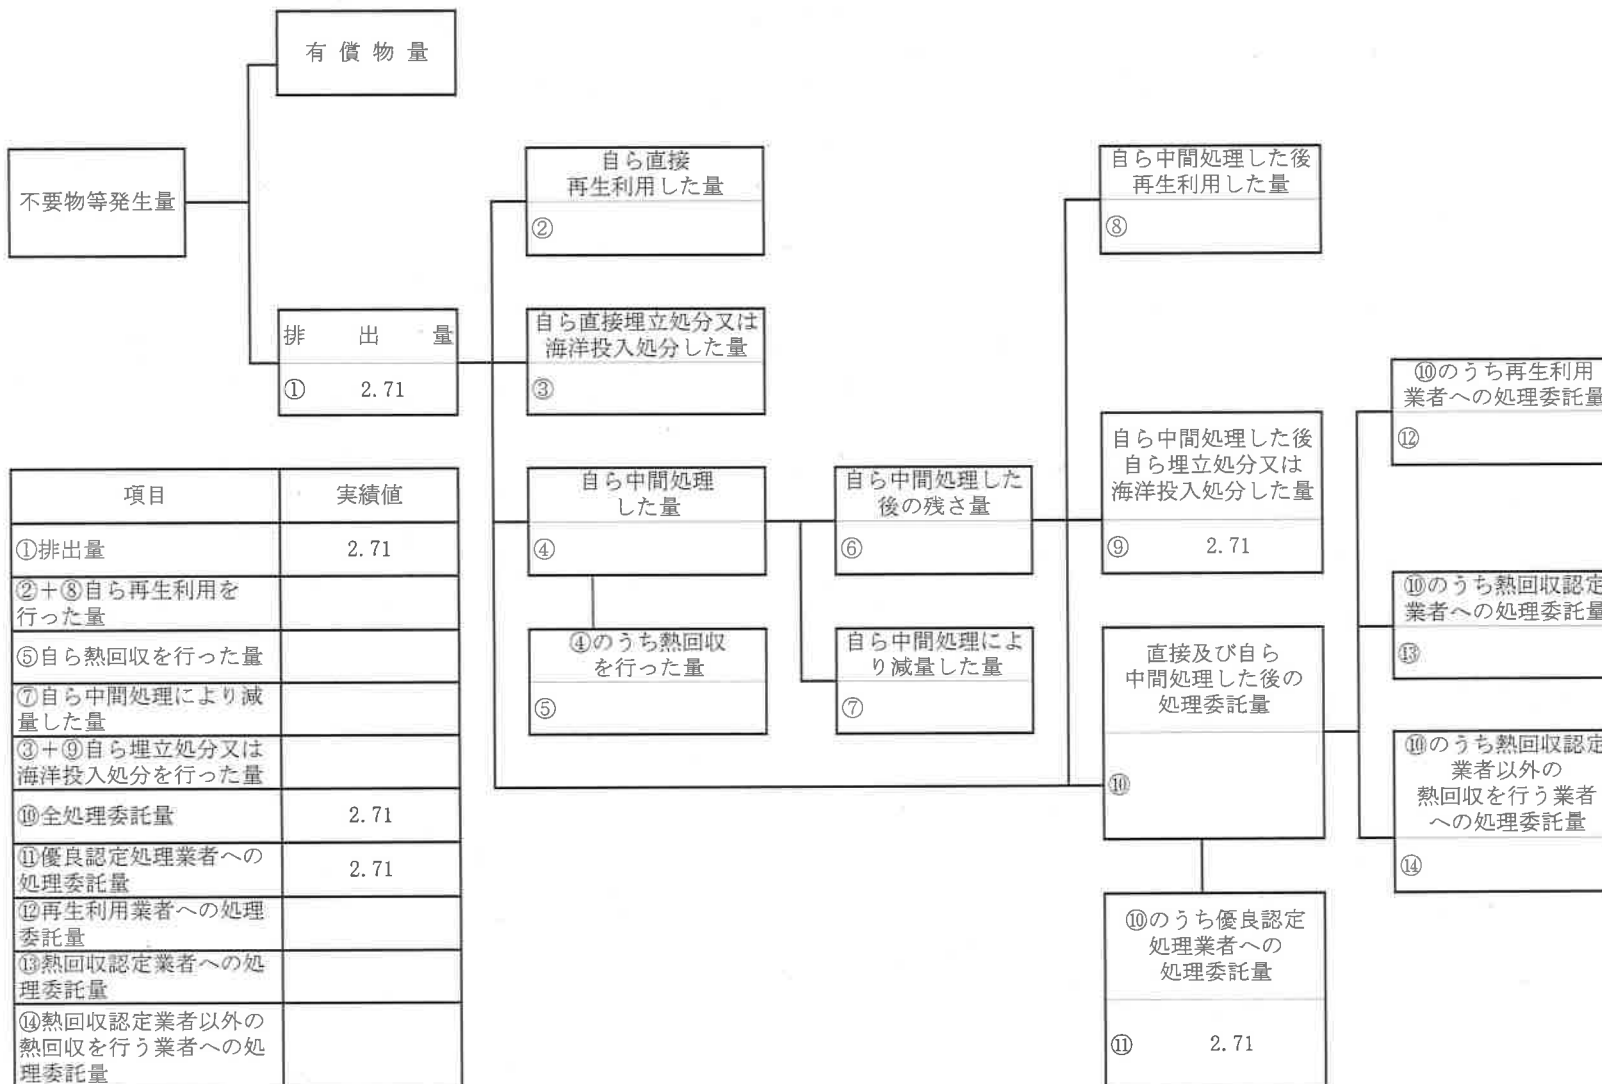 有償物量
不要物等発生量
排出量
① 2.71
自ら直接
再生利用した量
②
自ら直接埋立処分又は
海洋投入処分した量
③
自ら中間処理
した量
④
④のうち熱回収
を行った量
⑤
自ら中間処理した
後の残さ量
⑥
自ら中間処理によ
り減量した量
⑦
自ら中間処理した後
再生利用した量
⑧
自ら中間処理した後
自ら埋立処分又は
海洋投入処分した量
⑨ 2.71
直接及び自ら
中間処理した後の
処理委託量
⑩
⑩のうち優良認定
処理業者への
処理委託量
⑪ 2.71
⑩のうち再生利用
業者への処理委託量
⑫
⑩のうち熱回収認定
業者への処理委託量
⑬
⑩のうち熱回収認定
業者以外の
熱回収を行う業者
への処理委託量
⑭
項目 実績値
①排出量 2.71
②+⑧自ら再生利用を
行った量
⑤自ら熱回収を行った量
⑦自ら中間処理により減
量した量
③+⑨自ら埋立処分又は
海洋投入処分を行った量
⑩全処理委託量 2.71
⑪優良認定処理業者への
処理委託量 2.71
⑫再生利用業者への処理
委託量
⑬熱回収認定業者への処
理委託量
⑭熱回収認定業者以外の
熱回収を行う業者への処
理委託量